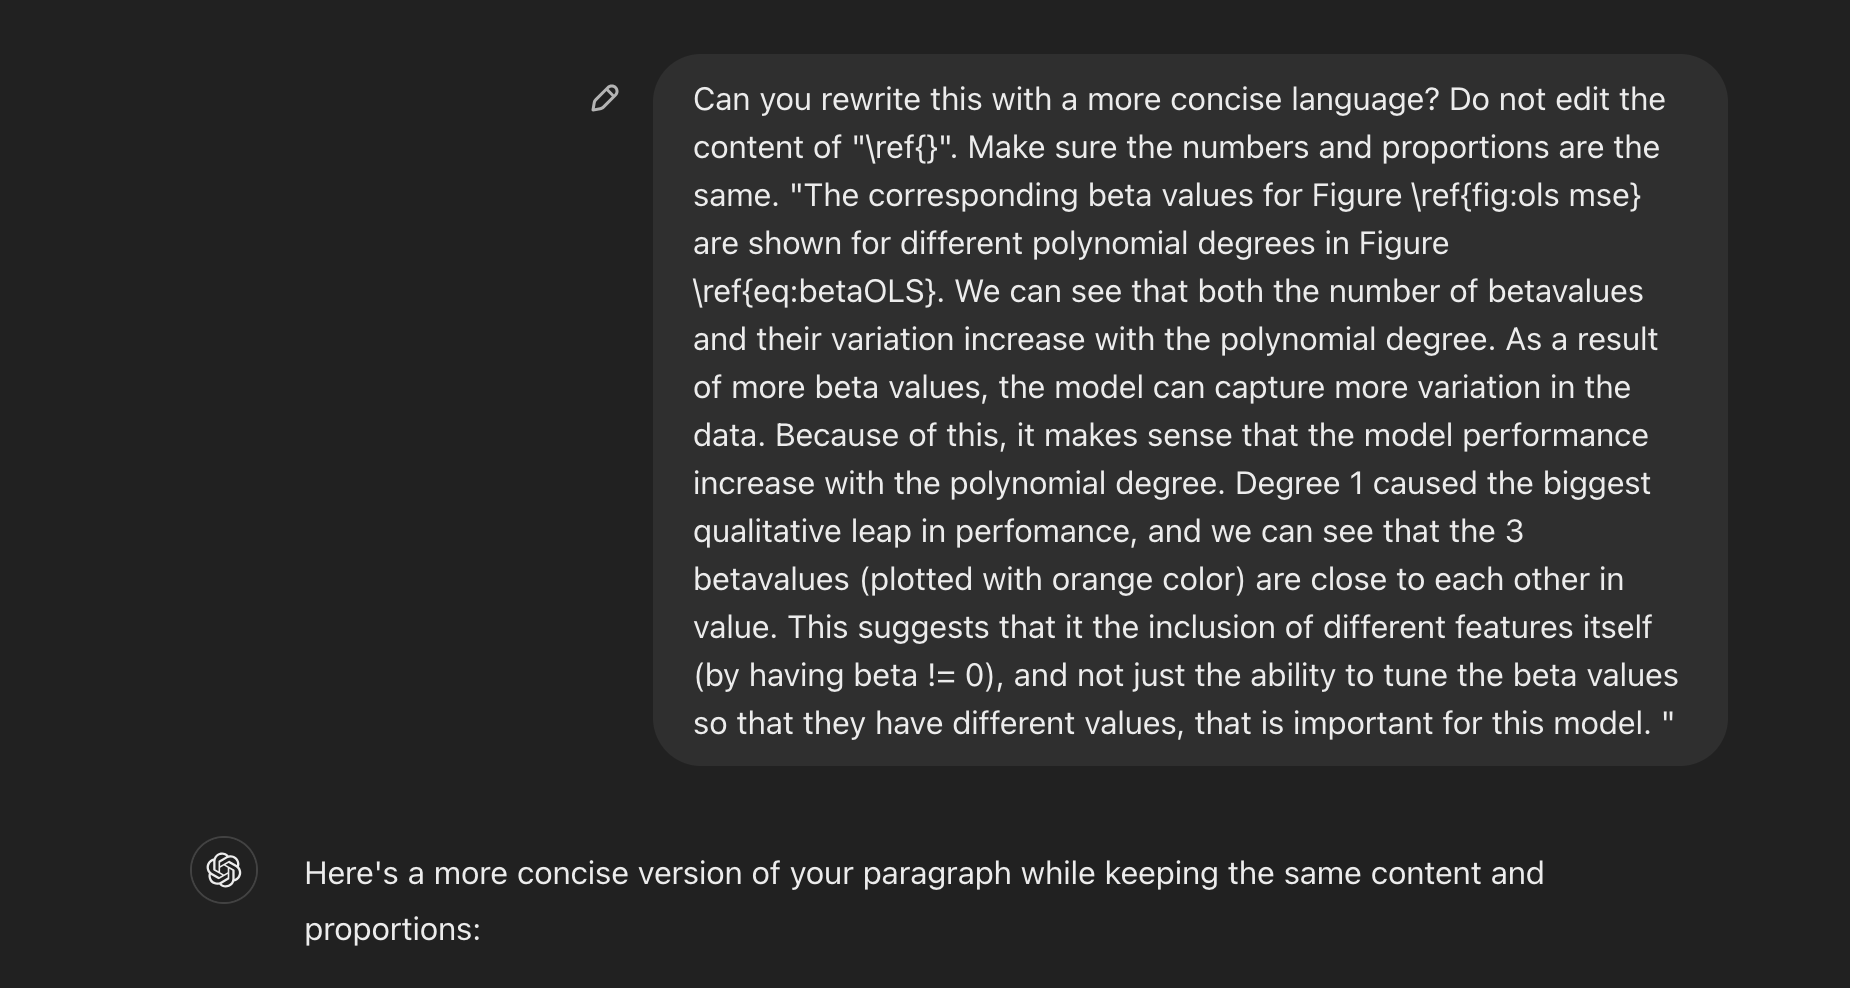 Can you rewrite this with a more concise language? Do not edit the
content of "\ref{}". Make sure the numbers and proportions are the
same. "The corresponding beta values for Figure \ref{fig:ols mse}
are shown for different polynomial degrees in Figure
\ref{eq:betaOLS}. We can see that both the number of betavalues
and their variation increase with the polynomial degree. As a result
of more beta values, the model can capture more variation in the
data. Because of this, it makes sense that the model performance
increase with the polynomial degree. Degree 1 caused the biggest
qualitative leap in perfomance, and we can see that the 3
betavalues (plotted with orange color) are close to each other in
value. This suggests that it the inclusion of different features itself
(by having beta != 0), and not just the ability to tune the beta values
so that they have different values, that is important for this model. "
Here's a more concise version of your paragraph while keeping the same content and
proportions: